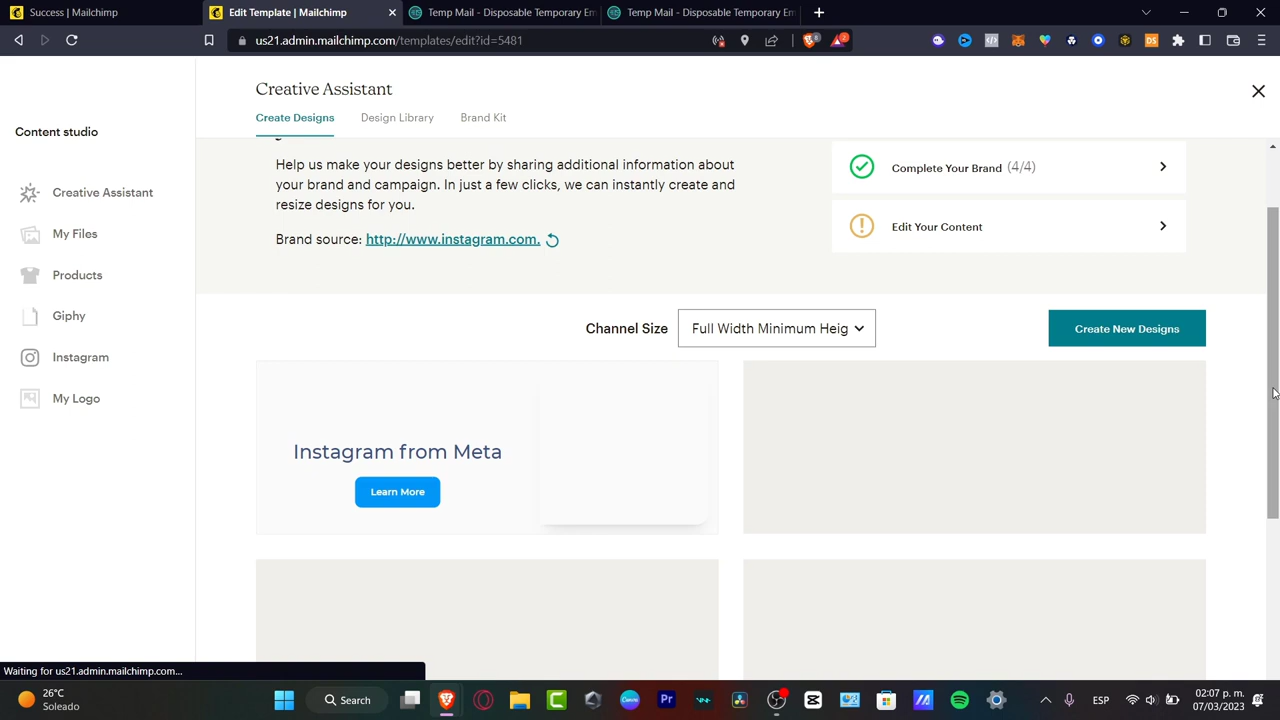 Success | Mailchimp
Edit Template | Mailchimp
Temp Mail - Disposable Temporary Em
Temp Mail - Disposable Temporary Em
us21.admin.mailchimp.com/templates/edit?id=5481
8
2
DS
Creative Assistant
Create Designs
Design Library
Brand Kit
Content studio
Creative Assistant
My Files
Products
Giphy
Instagram
My Logo
Help us make your designs better by sharing additional information about
your brand and campaign. In just a few clicks, we can instantly create and
resize designs for you.
Brand source: http://www.instagram.com.
Complete Your Brand (4/4)
Edit Your Content
Channel Size
Full Width Minimum Heig
Create New Designs
Instagram from Meta
Learn More
Waiting for us21.admin.mailchimp.com...
26°C
Soleado
Search
Pr
ESP
02:07 p. m.
07/03/2023